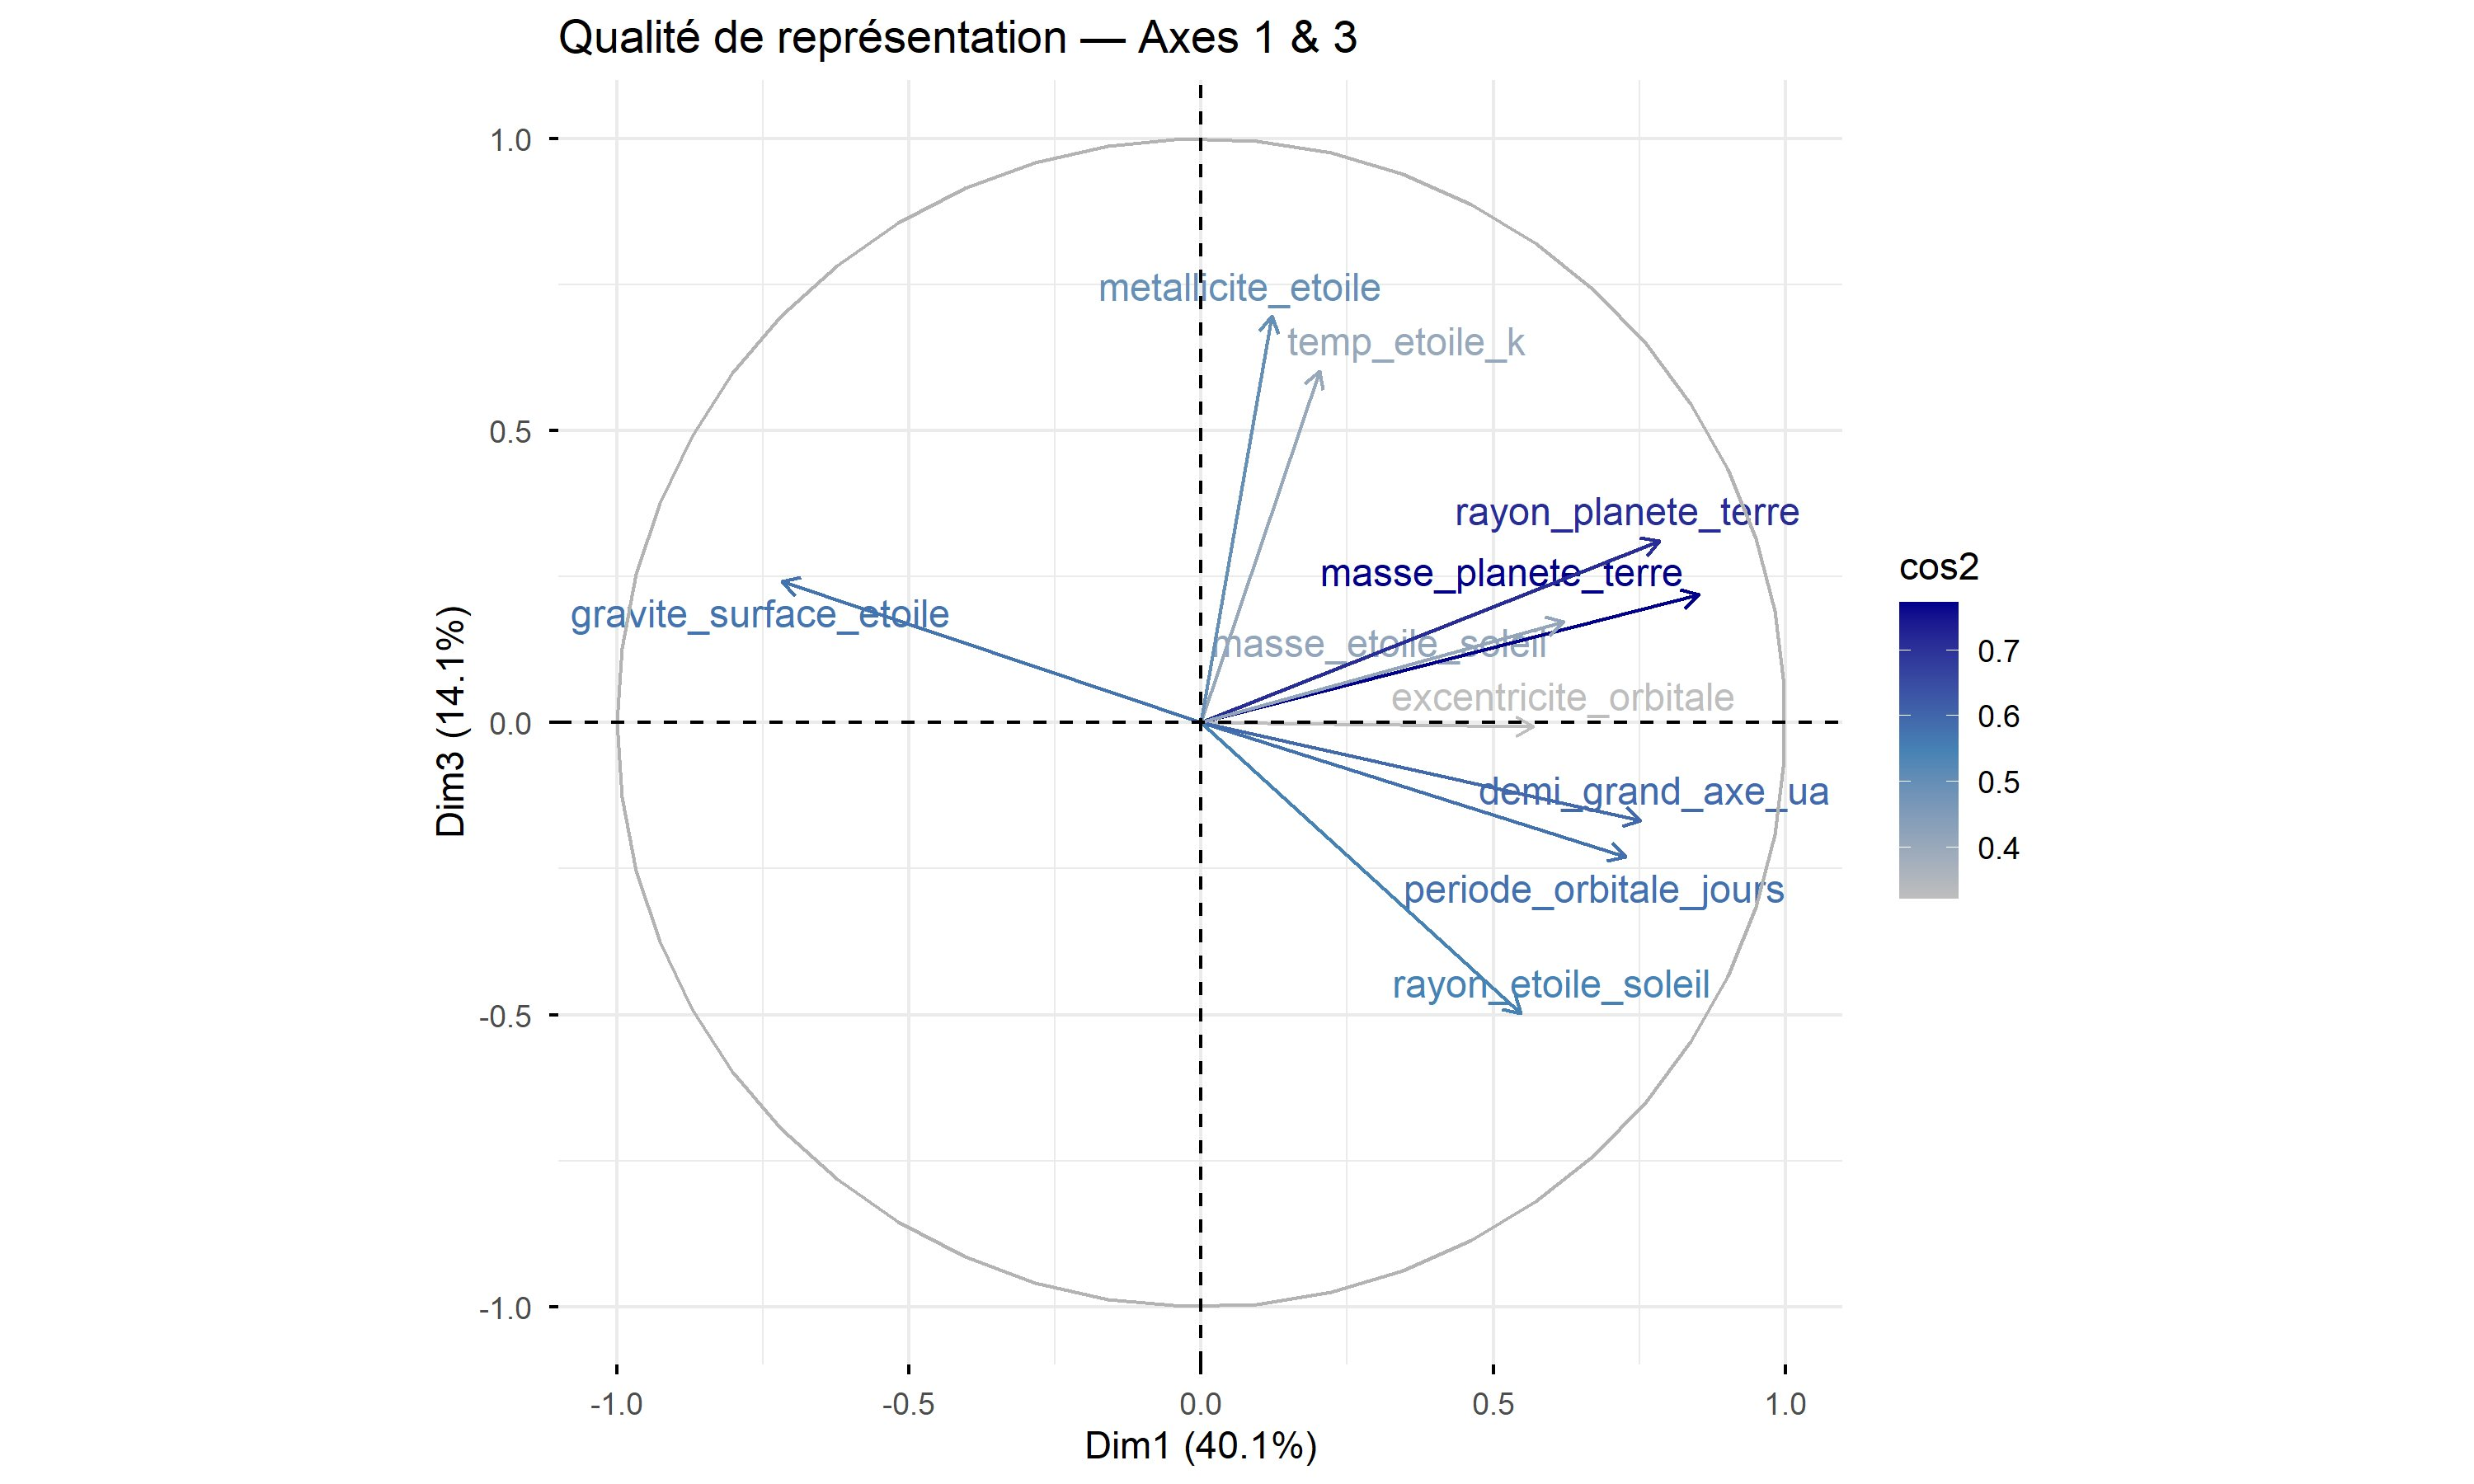 Qualité de représentation — Axes 1 & 3
1.0
0.5
0.0
-0.5
-1.0
Dim3 (14.1%)
metallicite_etoile
temp_etoile_k
rayon_planete_terre
masse_planete_terre
gravite_surface_etoile
masse_etoile_soleil
excentricite_orbitale
demi_grand_axe_ua
periode_orbitale_jours
rayon_etoile_soleil
-1.0
-0.5
0.0
0.5
1.0
Dim1 (40.1%)
cos2
0.7
0.6
0.5
0.4